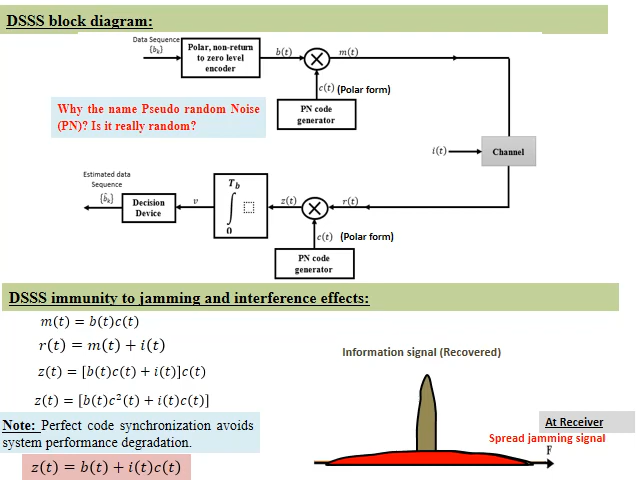 DSSS block diagram:
Data Sequence
{bₖ}
Polar, non-return
to zero level
encoder
b(t)
m(t)
c(t) (Polar form)
PN code
generator
Why the name Pseudo random Noise
(PN)? Is it really random?
i(t)
Channel
Estimated data
Sequence
{b̂ₖ}
Decision
Device
v
T_b
∫
0
z(t)
r(t)
c(t) (Polar form)
PN code
generator
DSSS immunity to jamming and interference effects:
m(t) = b(t)c(t)
r(t) = m(t) + i(t)
z(t) = [b(t)c(t) + i(t)]c(t)
z(t) = [b(t)c²(t) + i(t)c(t)]
Note: Perfect code synchronization avoids
system performance degradation.
z(t) = b(t) + i(t)c(t)
Information signal (Recovered)
At Receiver
Spread jamming signal
F